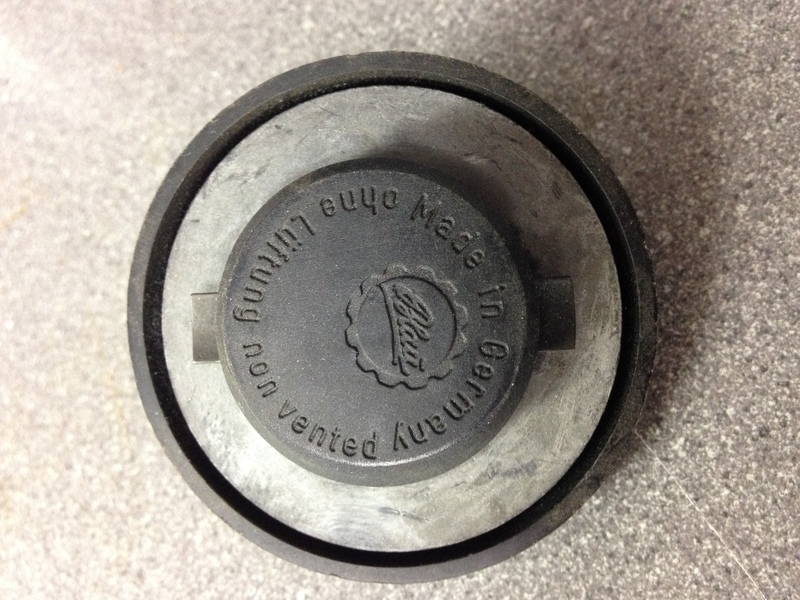 Made in Germany
non vented
ohne Lüftung
Blau